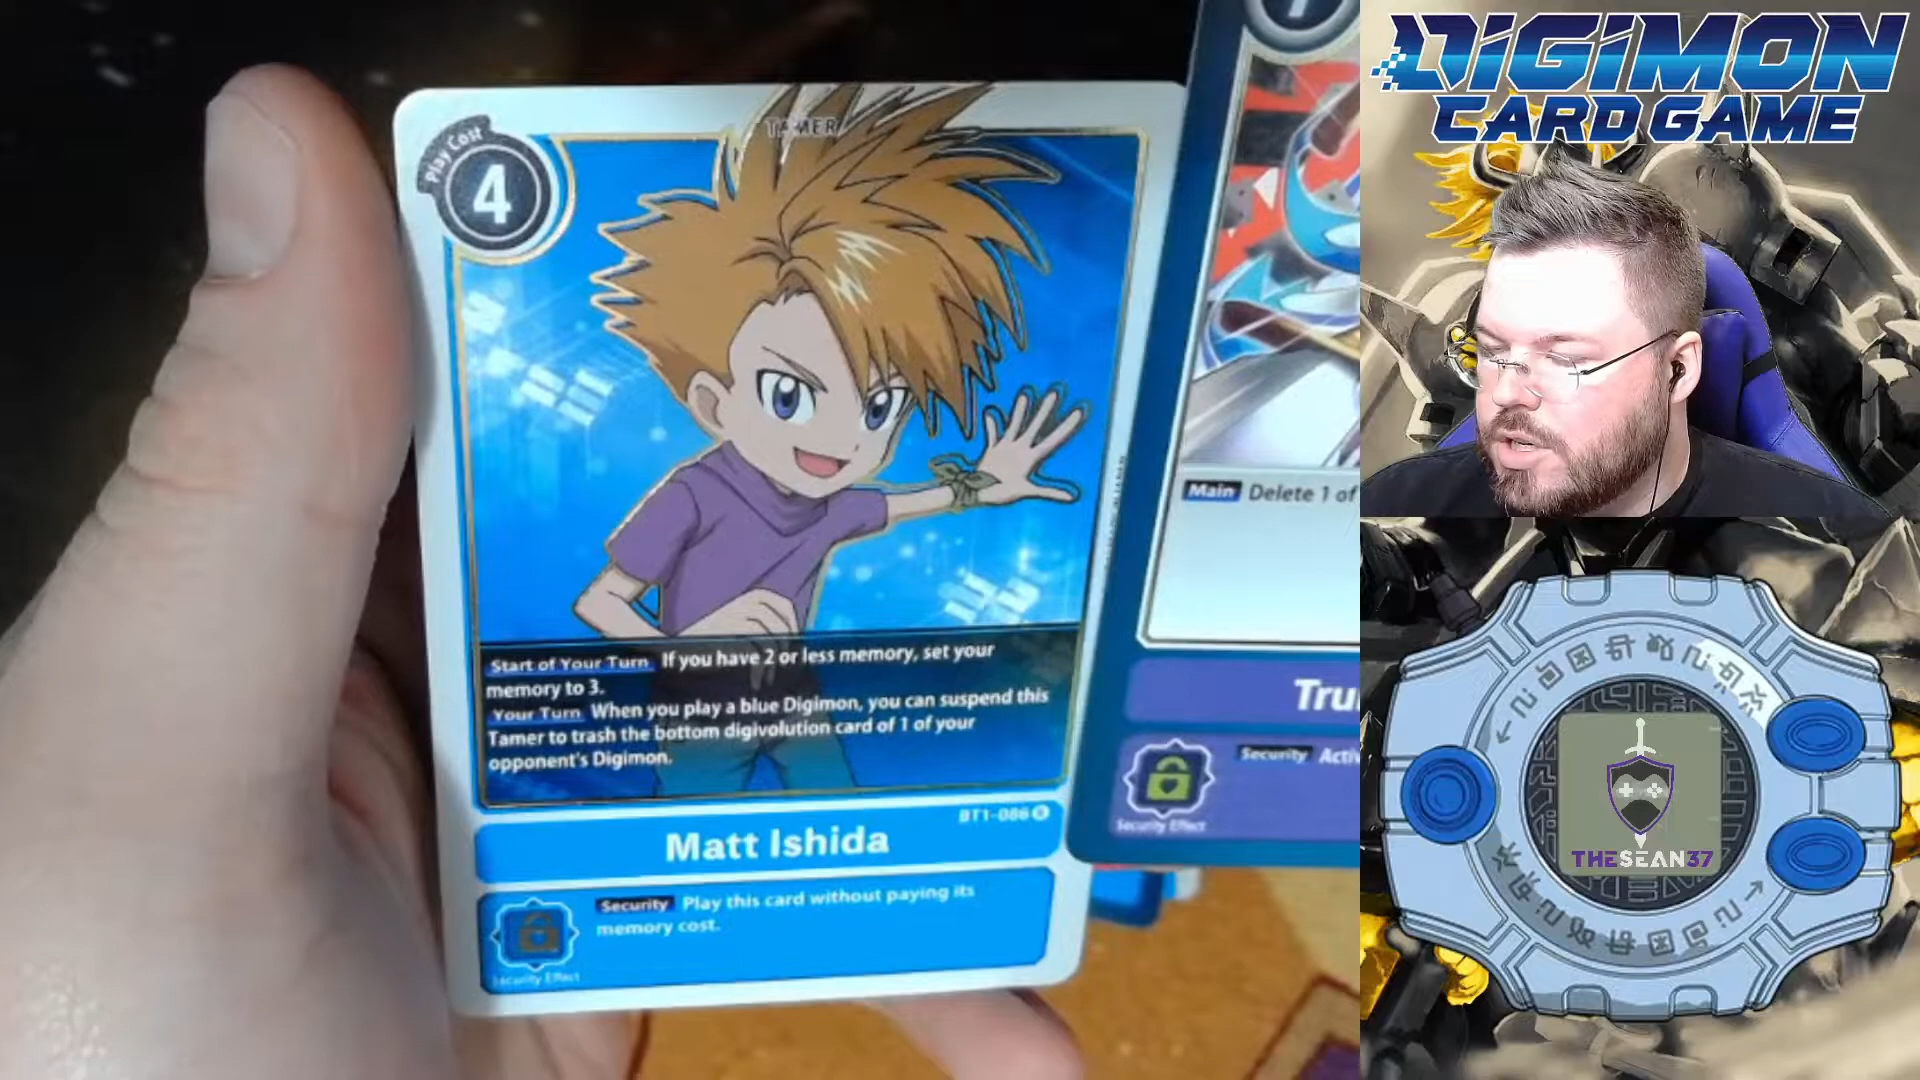 DIGIMON
CARD GAME
TAMER
Play Cost
4
Start of Your Turn If you have 2 or less memory, set your
memory to 3.
Your Turn When you play a blue Digimon, you can suspend this
Tamer to trash the bottom digivolution card of 1 of your
opponent's Digimon.
BT1-086 R
Matt Ishida
Security Play this card without paying its
memory cost.
Security Effect
1
Main Delete 1 of
Tru
Security Activ
Security Effect
THESEAN37